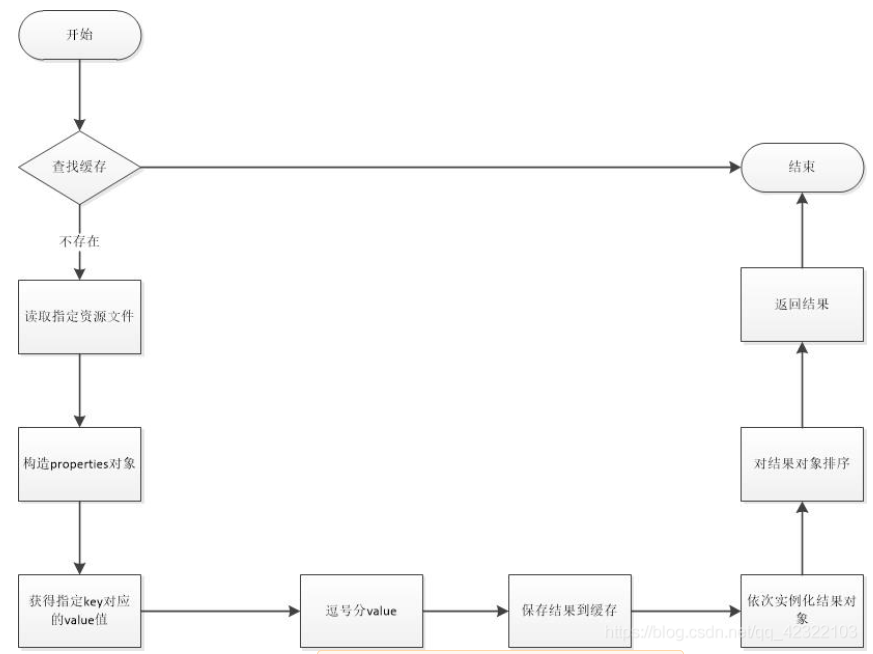 开始
查找缓存
结束
不存在
读取指定资源文件
返回结果
构造properties对象
对结果对象排序
获得指定key对应
的value值
逗号分value
保存结果到缓存
依次实例化结果对
象
https://blog.csdn.net/qq_42322103